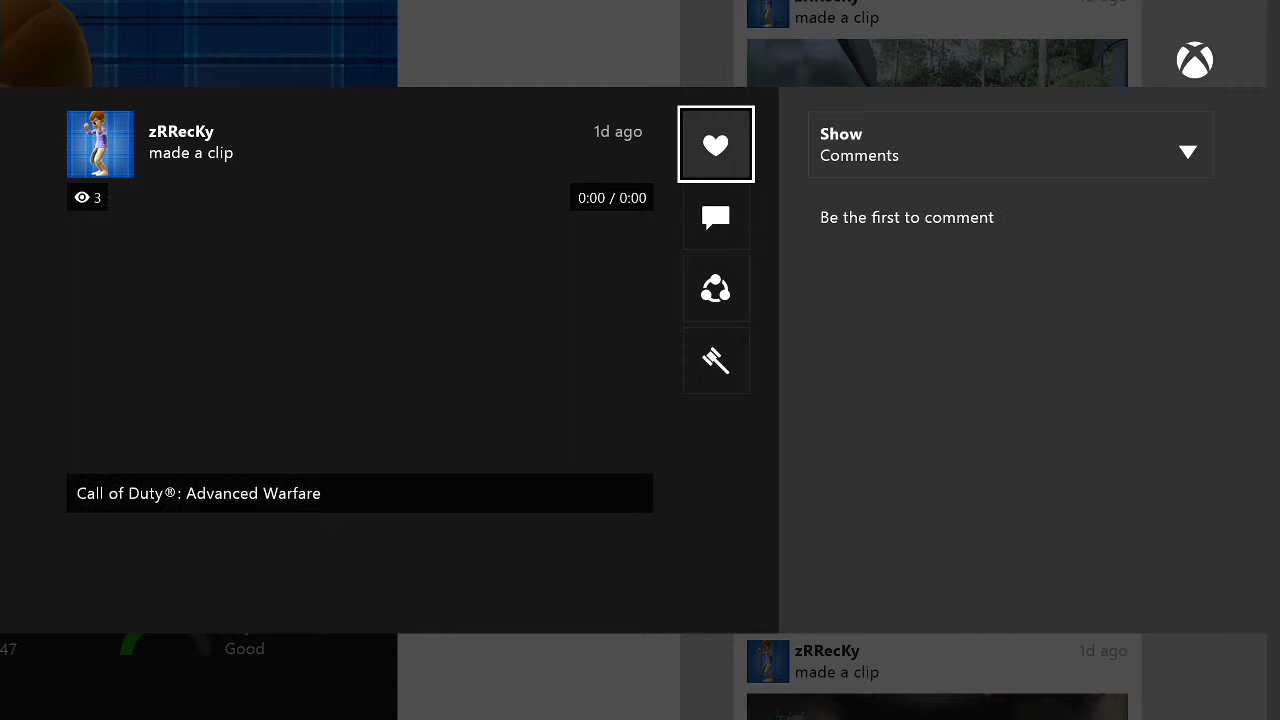 made a clip
zRRecKy
made a clip
1d ago
3
0:00 / 0:00
Call of Duty®: Advanced Warfare
Show
Comments
Be the first to comment
47
Good
zRRecKy
made a clip
1d ago